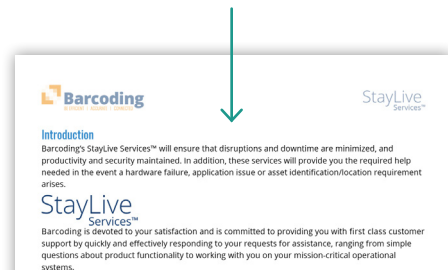 Barcoding
StayLive
Services™
Introduction
Barcoding's StayLive Services™ will ensure that disruptions and downtime are minimized, and
productivity and security maintained. In addition, these services will provide you the required help
needed in the event a hardware failure, application issue or asset identification/location requirement
arises.
StayLive
Services™
Barcoding is devoted to your satisfaction and is committed to providing you with first class customer
support by quickly and effectively responding to your requests for assistance, ranging from simple
questions about product functionality to working with you on your mission-critical operational
systems.